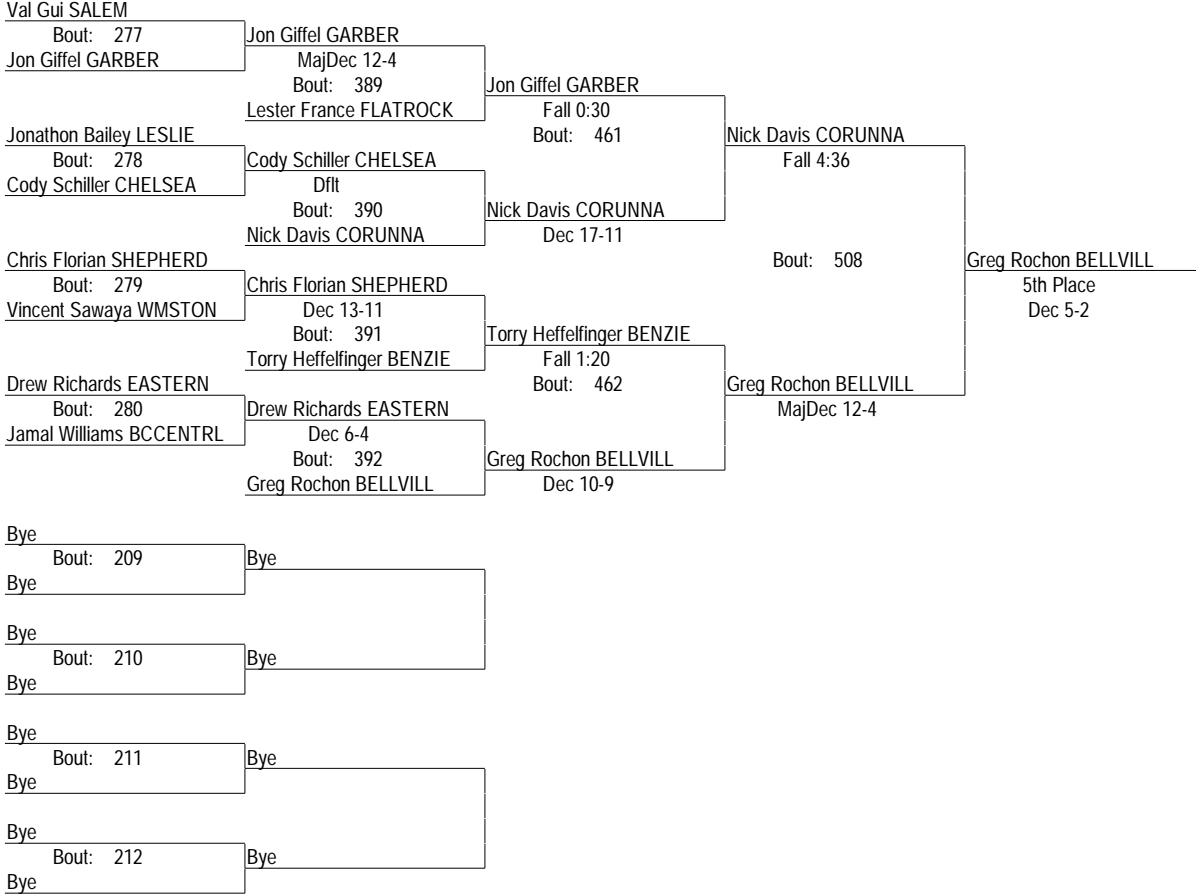 Val Gui SALEM
Bout: 277
Jon Giffel GARBER
Jon Giffel GARBER
MajDec 12-4
Bout: 389
Jon Giffel GARBER
Lester France FLATROCK
Fall 0:30
Bout: 461
Jonathon Bailey LESLIE
Nick Davis CORUNNA
Bout: 278
Cody Schiller CHELSEA
Fall 4:36
Cody Schiller CHELSEA
Dflt
Bout: 390
Nick Davis CORUNNA
Nick Davis CORUNNA
Dec 17-11
Chris Florian SHEPHERD
Bout: 508
Greg Rochon BELLVILL
Bout: 279
Chris Florian SHEPHERD
5th Place
Vincent Sawaya WMSTON
Dec 13-11
Dec 5-2
Bout: 391
Torry Heffelfinger BENZIE
Torry Heffelfinger BENZIE
Fall 1:20
Drew Richards EASTERN
Bout: 462
Greg Rochon BELLVILL
Bout: 280
Drew Richards EASTERN
MajDec 12-4
Jamal Williams BCCENTRL
Dec 6-4
Bout: 392
Greg Rochon BELLVILL
Greg Rochon BELLVILL
Dec 10-9
Bye
Bout: 209
Bye
Bye
Bye
Bout: 210
Bye
Bye
Bye
Bout: 211
Bye
Bye
Bye
Bout: 212
Bye
Bye